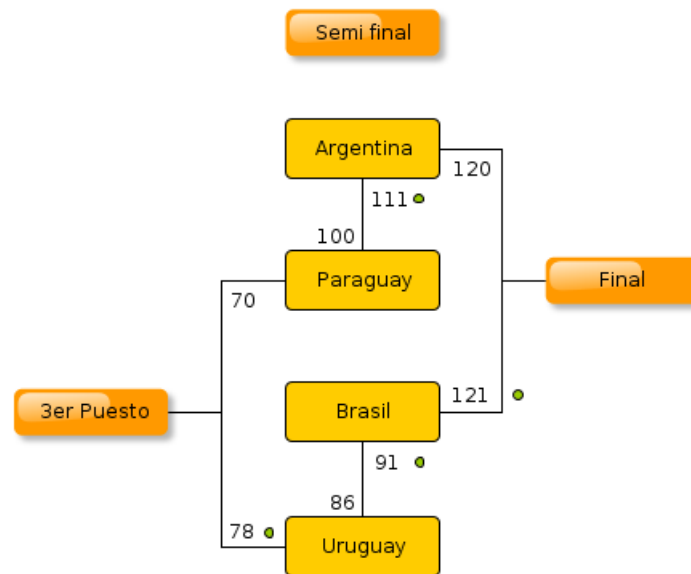 Semi final
Argentina
120
111
100
Paraguay
Final
70
Brasil
121
3er Puesto
91
86
78
Uruguay